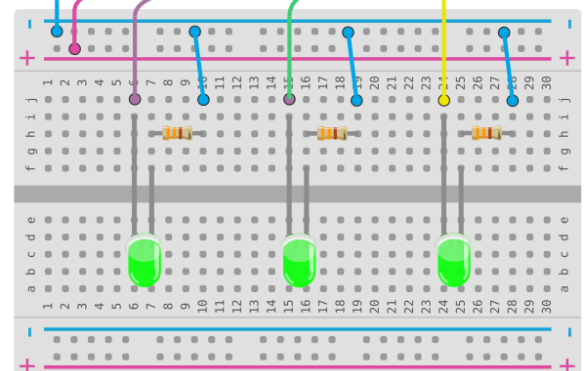 - -
+ +
1 2 3 4 5 6 7 8 9 10 11 12 13 14 15 16 17 18 19 20 21 22 23 24 25 26 27 28 29 30
j j
i i
h h
g g
f f
e e
d d
c c
b b
a a
1 2 3 4 5 6 7 8 9 10 11 12 13 14 15 16 17 18 19 20 21 22 23 24 25 26 27 28 29 30
- -
+ +